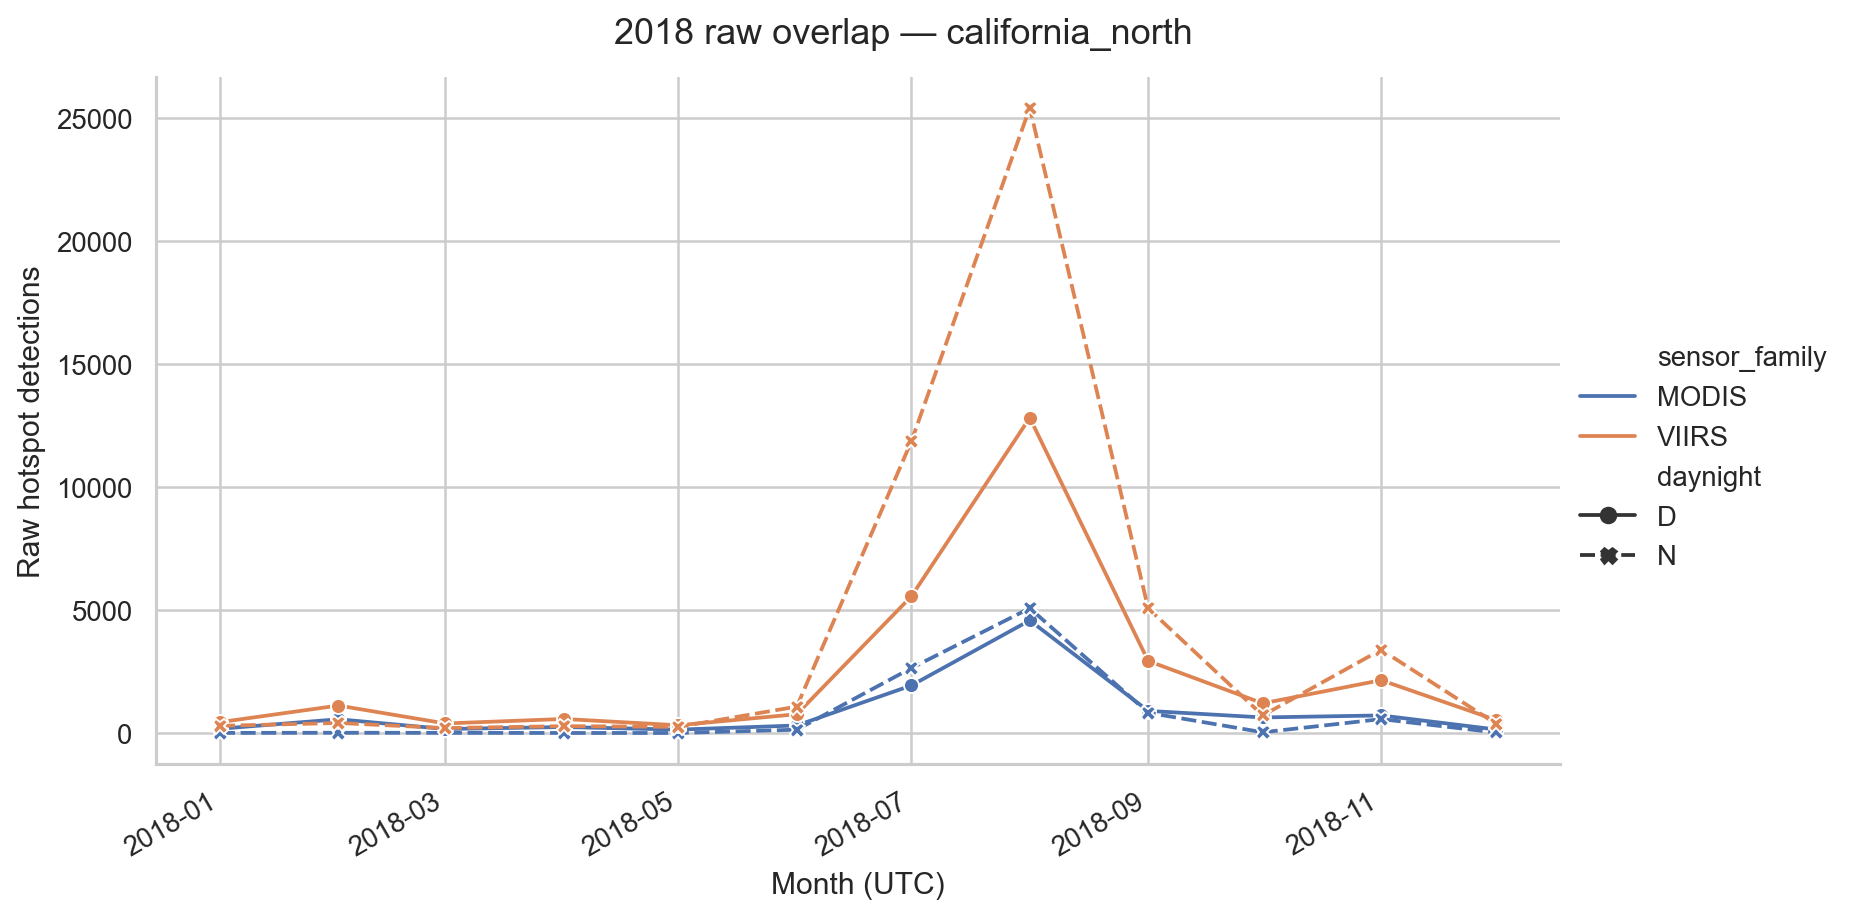 2018 raw overlap — california_north
Raw hotspot detections
25000
20000
15000
10000
5000
0
2018-01
2018-03
2018-05
2018-07
2018-09
2018-11
Month (UTC)
sensor_family
MODIS
VIIRS
daynight
D
N